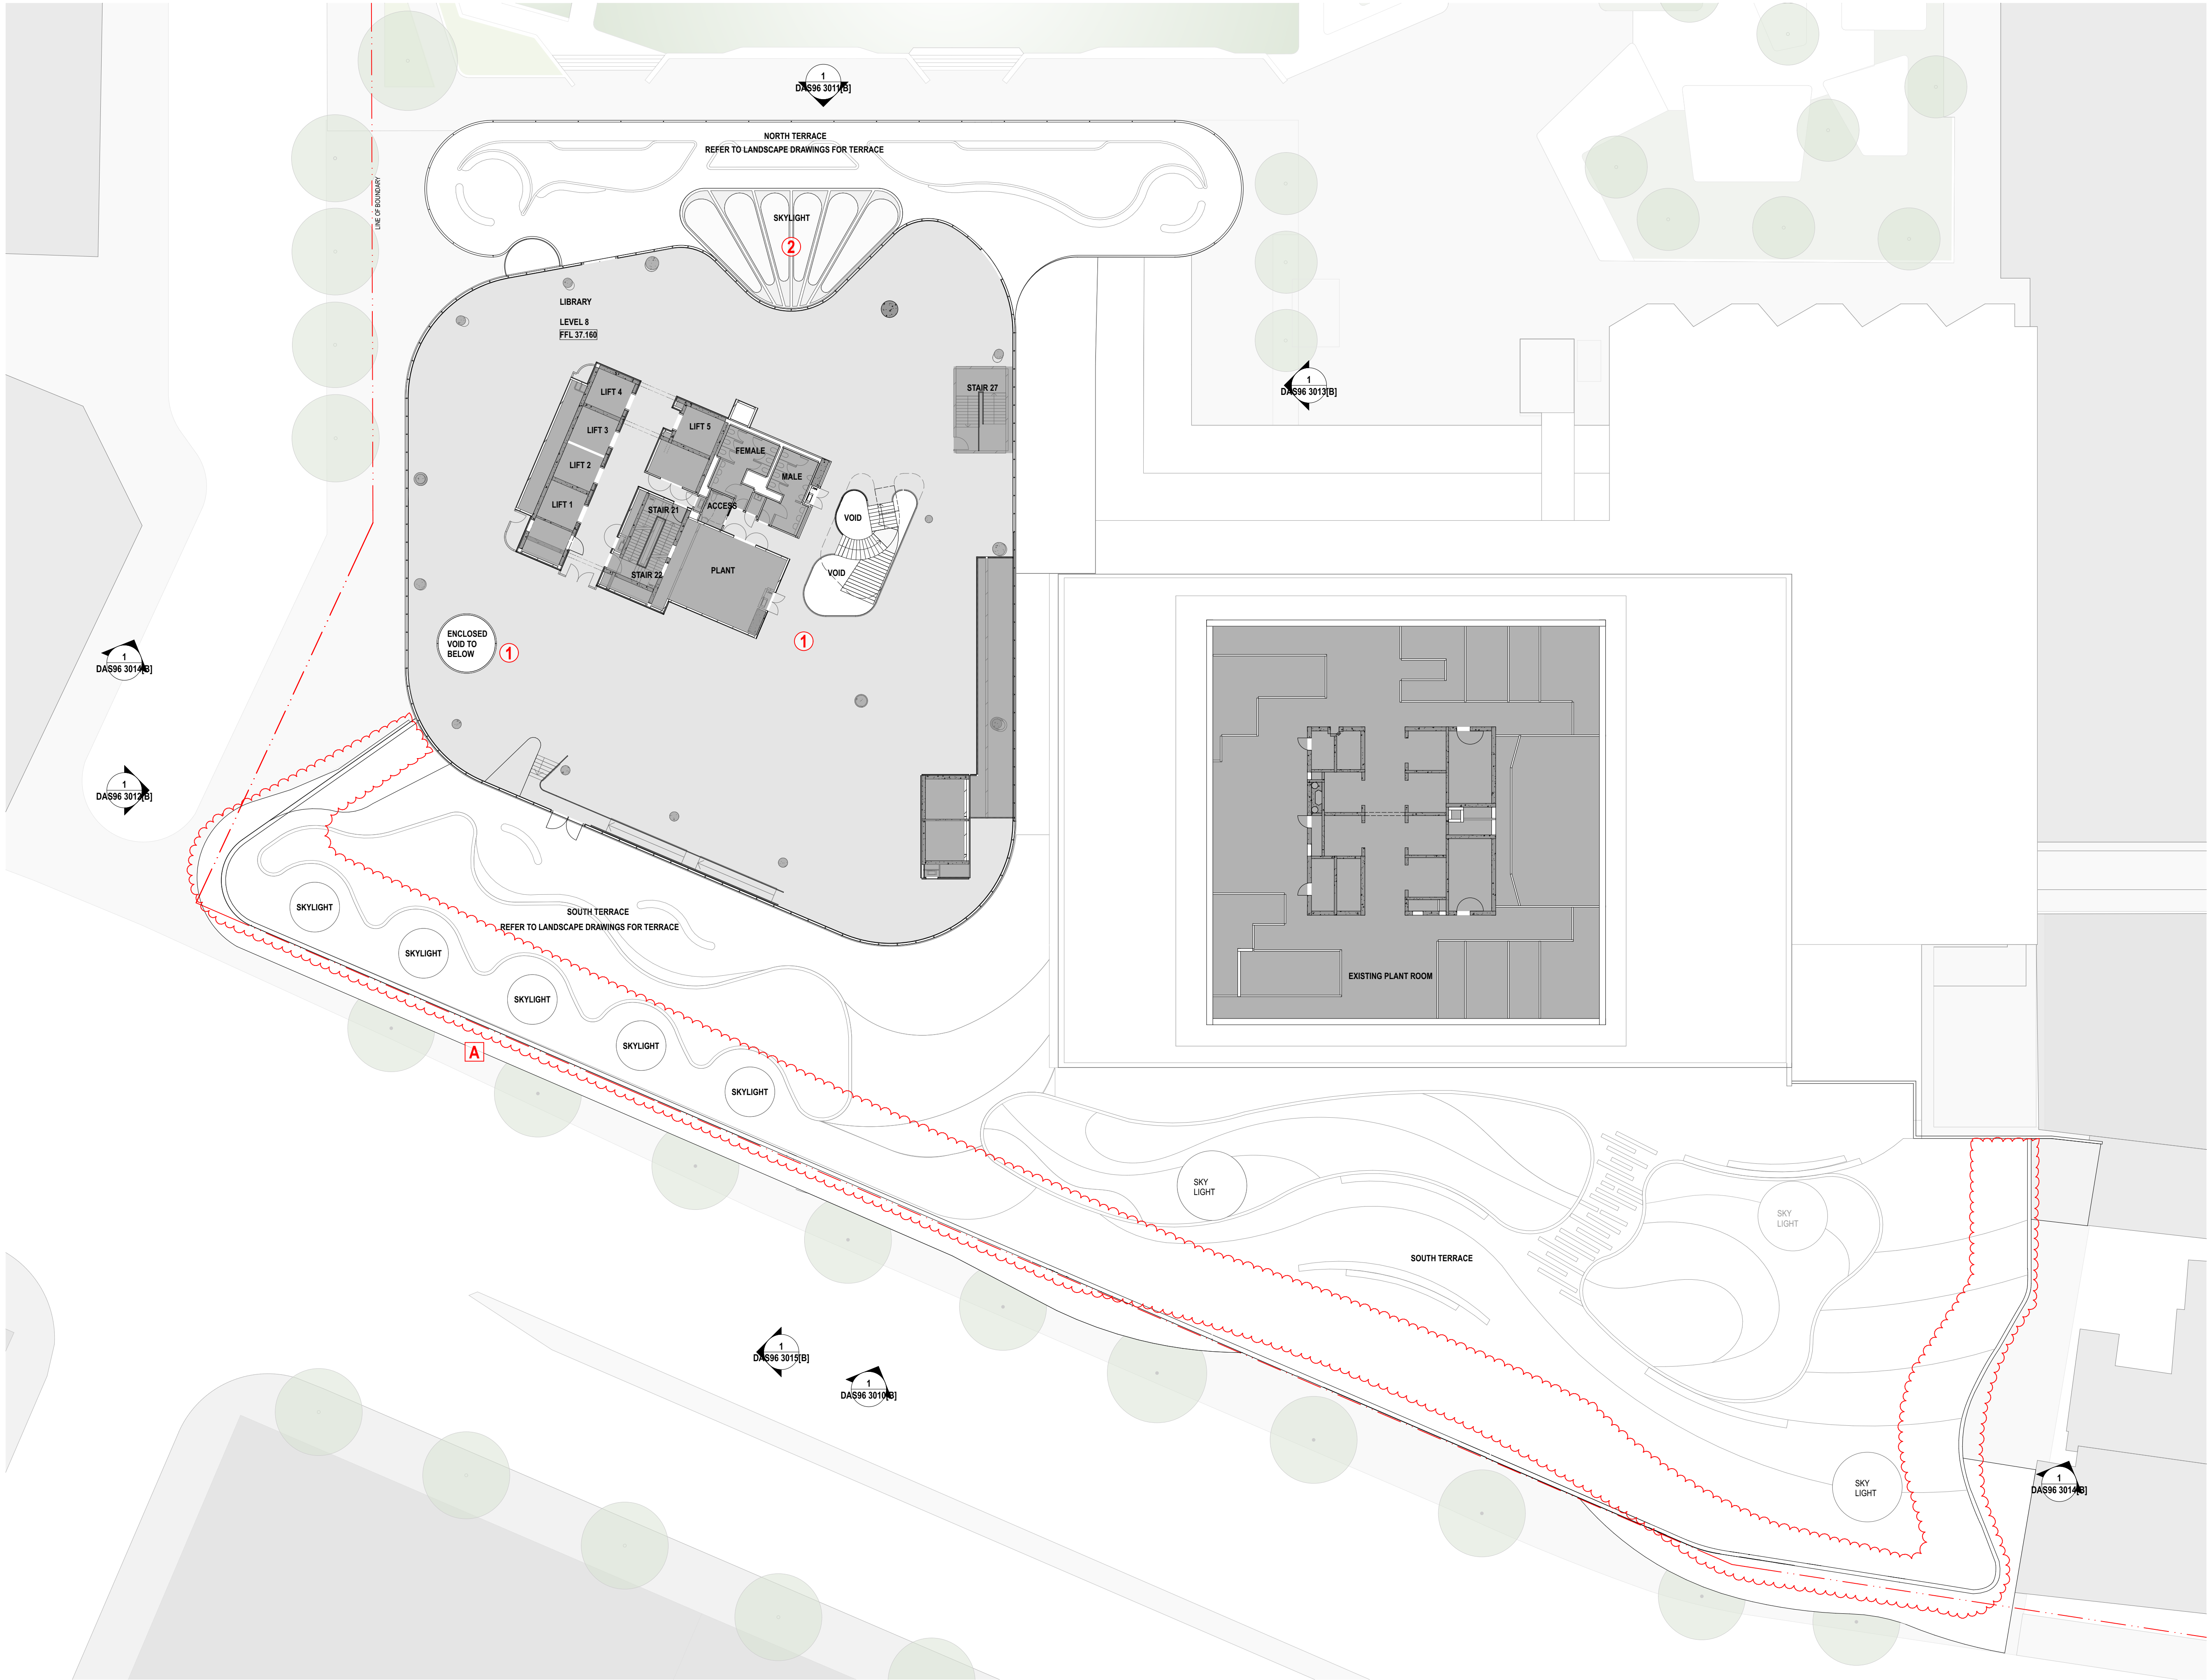 1
DAS96 3011[B]
NORTH TERRACE
REFER TO LANDSCAPE DRAWINGS FOR TERRACE
LINE OF BOUNDARY
SKYLIGHT
2
LIBRARY
LEVEL 8
FFL 37.160
STAIR 27
1
DAS96 3013[B]
LIFT 4
LIFT 3
LIFT 2
LIFT 1
LIFT 5
FEMALE
MALE
ACCESS
STAIR 21
STAIR 22
PLANT
VOID
VOID
ENCLOSED
VOID TO
BELOW
1
1
1
DAS96 3014[B]
1
DAS96 3012[B]
SKYLIGHT
SOUTH TERRACE
REFER TO LANDSCAPE DRAWINGS FOR TERRACE
SKYLIGHT
SKYLIGHT
SKYLIGHT
SKYLIGHT
A
EXISTING PLANT ROOM
SKY
LIGHT
SKY
LIGHT
SOUTH TERRACE
1
DAS96 3015[B]
1
DAS96 3010[B]
SKY
LIGHT
1
DAS96 3014[B]